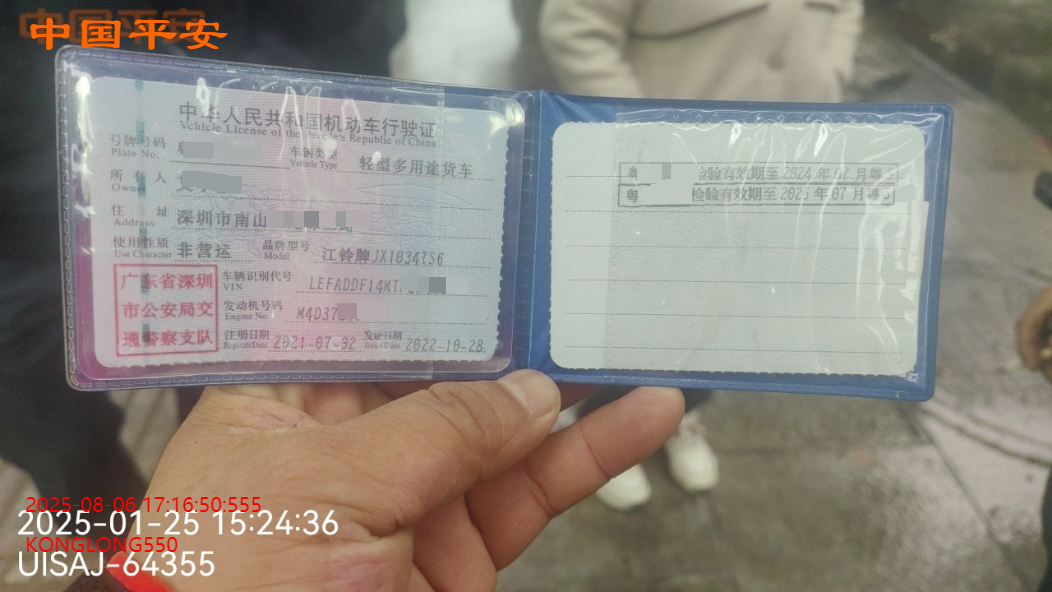 中国平安
中华人民共和国机动车行驶证
Vehicle License of the People's Republic of China
号牌号码
Plate No.
车辆类型 轻型多用途货车
Vehicle Type
所有人
Owner
住址 深圳市南山
Address
使用性质 非营运 品牌型号 江铃牌JX1034TS6
Use Character Model
广东省深圳
市公安局交
通警察支队
车辆识别代号 LEFADDF14MT
VIN
发动机号码 M4D37
Engine No.
注册日期 2021-07-02 发证日期 2022-10-28
Register Date Issue Date
粤 检验有效期至2024年07月粤
粤 检验有效期至 年07月粤
2025-08-06 17:16:50:555
2025-01-25 15:24:36
KONGLONG550
UISAJ-64355